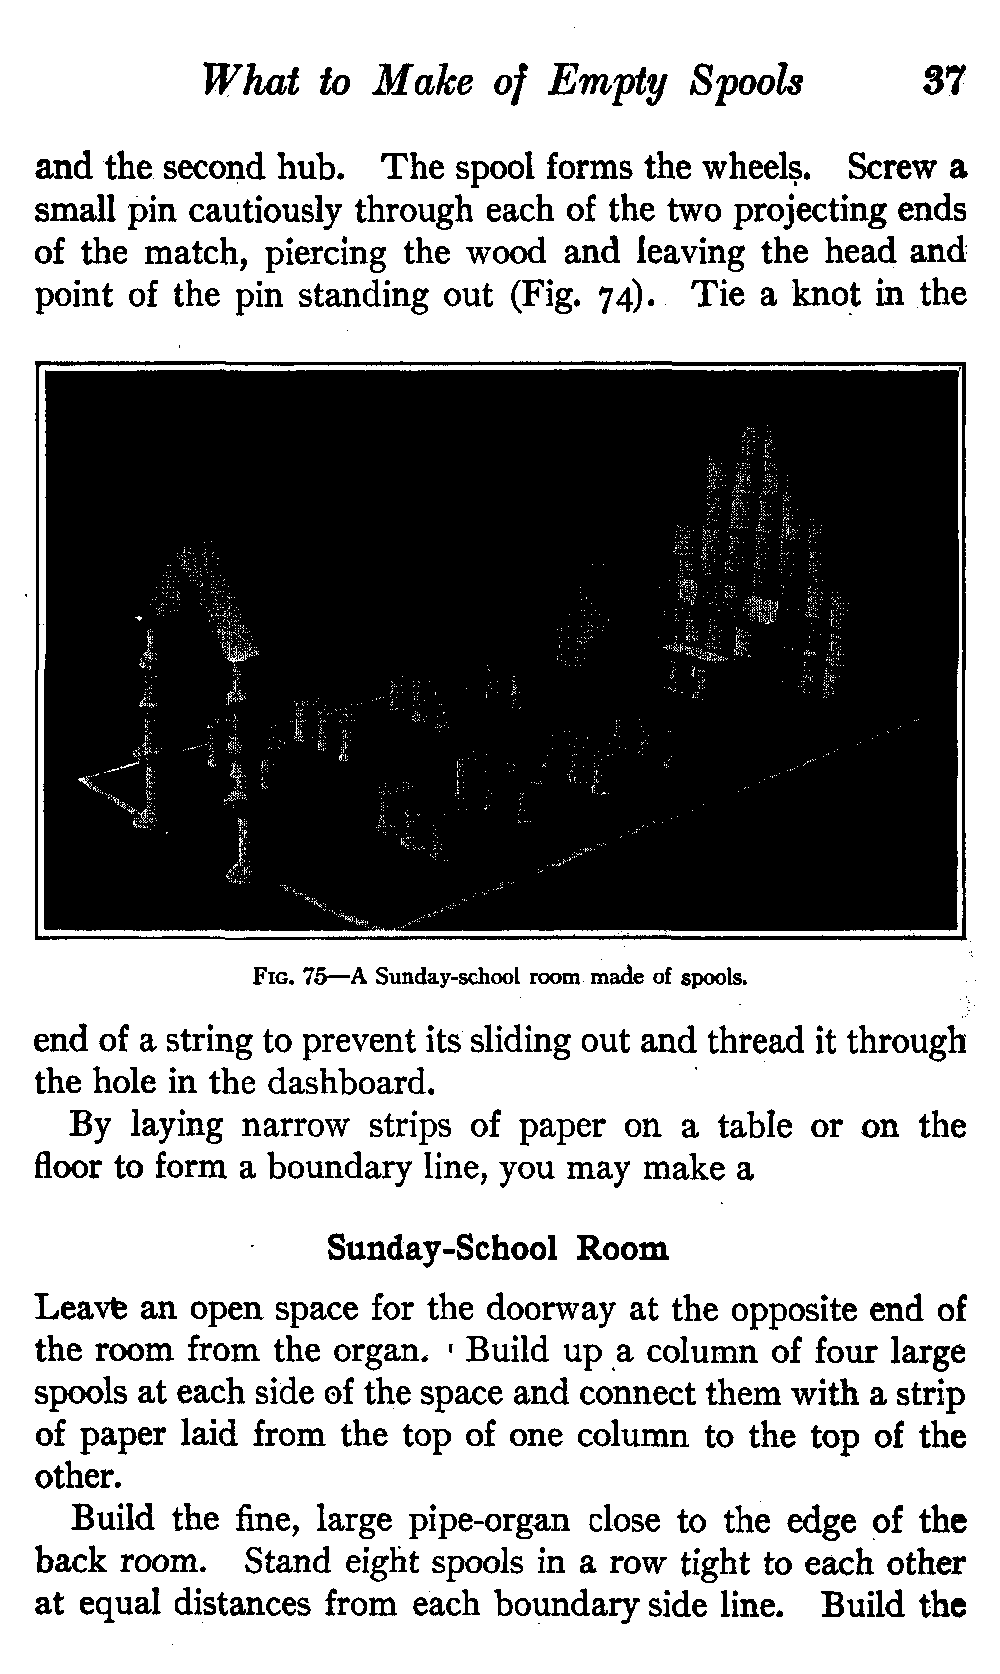 What to Make of Empty Spools 37
and the second hub. The spool forms the wheels. Screw a
small pin cautiously through each of the two projecting ends
of the match, piercing the wood and leaving the head and
point of the pin standing out (Fig. 74). Tie a knot in the
FIG. 75—A Sunday-school room made of spools.
end of a string to prevent its sliding out and thread it through
the hole in the dashboard.
By laying narrow strips of paper on a table or on the
floor to form a boundary line, you may make a
Sunday-School Room
Leave an open space for the doorway at the opposite end of
the room from the organ. Build up a column of four large
spools at each side of the space and connect them with a strip
of paper laid from the top of one column to the top of the
other.
Build the fine, large pipe-organ close to the edge of the
back room. Stand eight spools in a row tight to each other
at equal distances from each boundary side line. Build the